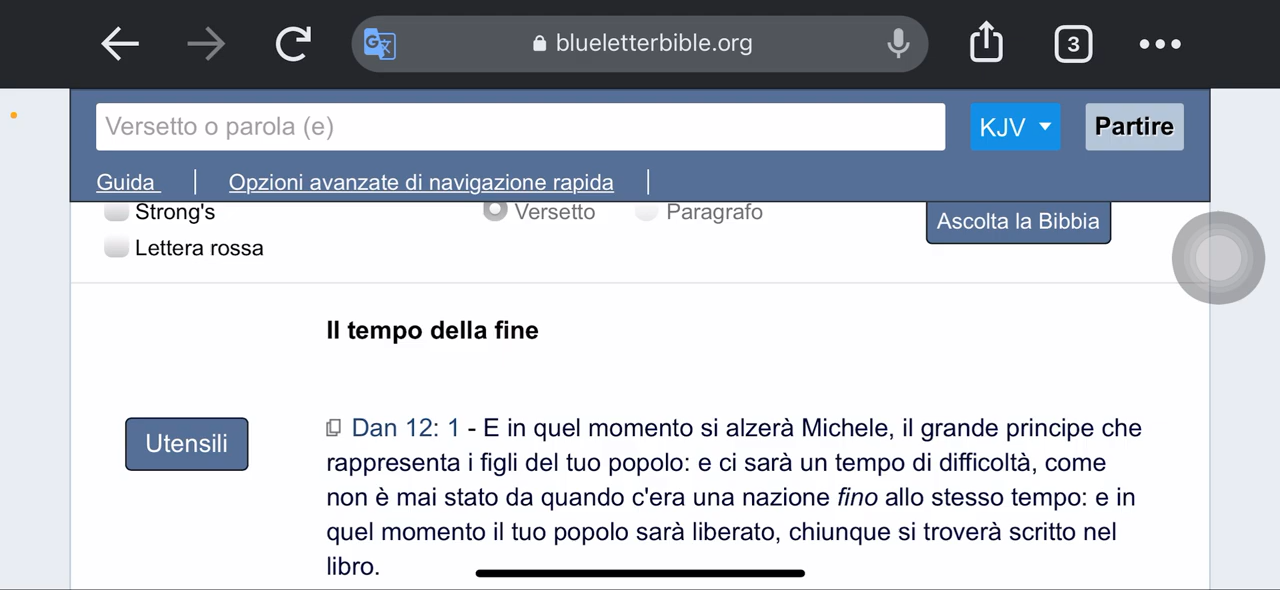 blueletterbible.org
3
Versetto o parola (e)
KJV
Partire
Guida
Opzioni avanzate di navigazione rapida
Strong's
Versetto
Paragrafo
Ascolta la Bibbia
Lettera rossa
Il tempo della fine
Utensili
Dan 12: 1 - E in quel momento si alzerà Michele, il grande principe che
rappresenta i figli del tuo popolo: e ci sarà un tempo di difficoltà, come
non è mai stato da quando c'era una nazione fino allo stesso tempo: e in
quel momento il tuo popolo sarà liberato, chiunque si troverà scritto nel
libro.